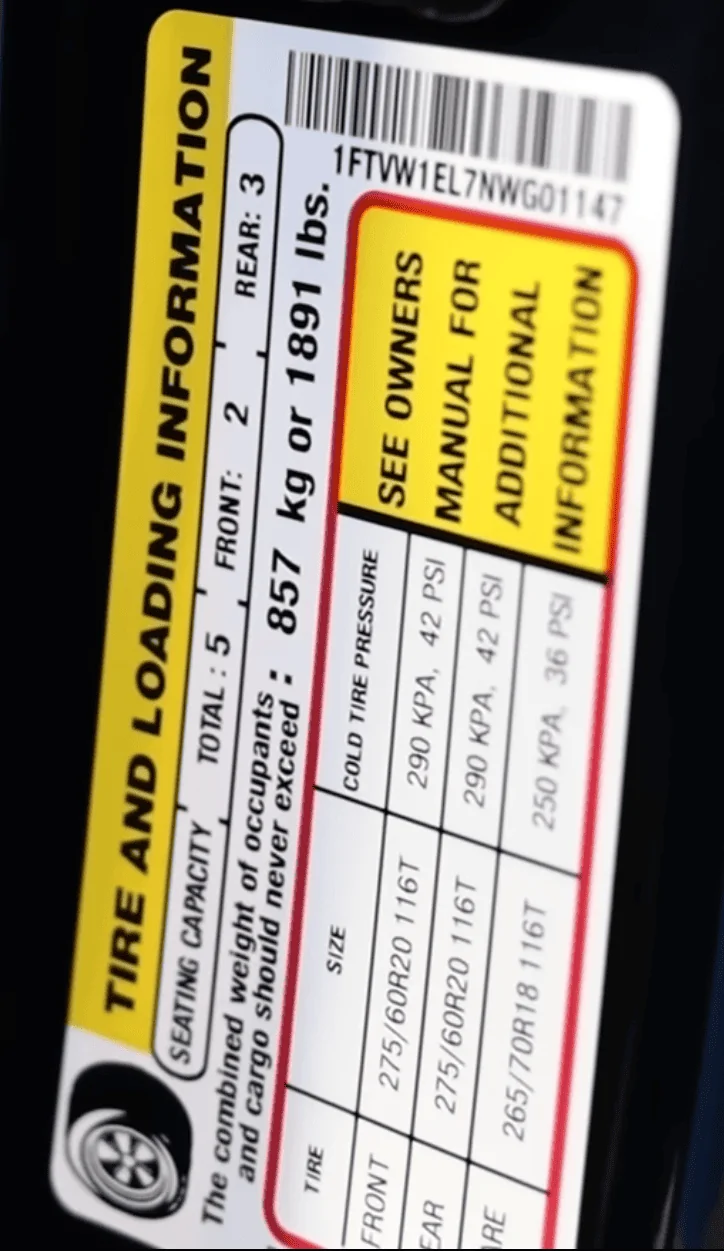 TIRE AND LOADING INFORMATION
SEATING CAPACITY TOTAL : 5 FRONT: 2 REAR: 3
The combined weight of occupants
and cargo should never exceed : 857 kg or 1891 lbs.
1FTVW1EL7NWG01147
TIRE SIZE COLD TIRE PRESSURE
FRONT 275/60R20 116T 290 KPA, 42 PSI
EAR 275/60R20 116T 290 KPA, 42 PSI
ARE 265/70R18 116T 250 KPA, 36 PSI
SEE OWNERS
MANUAL FOR
ADDITIONAL
INFORMATION